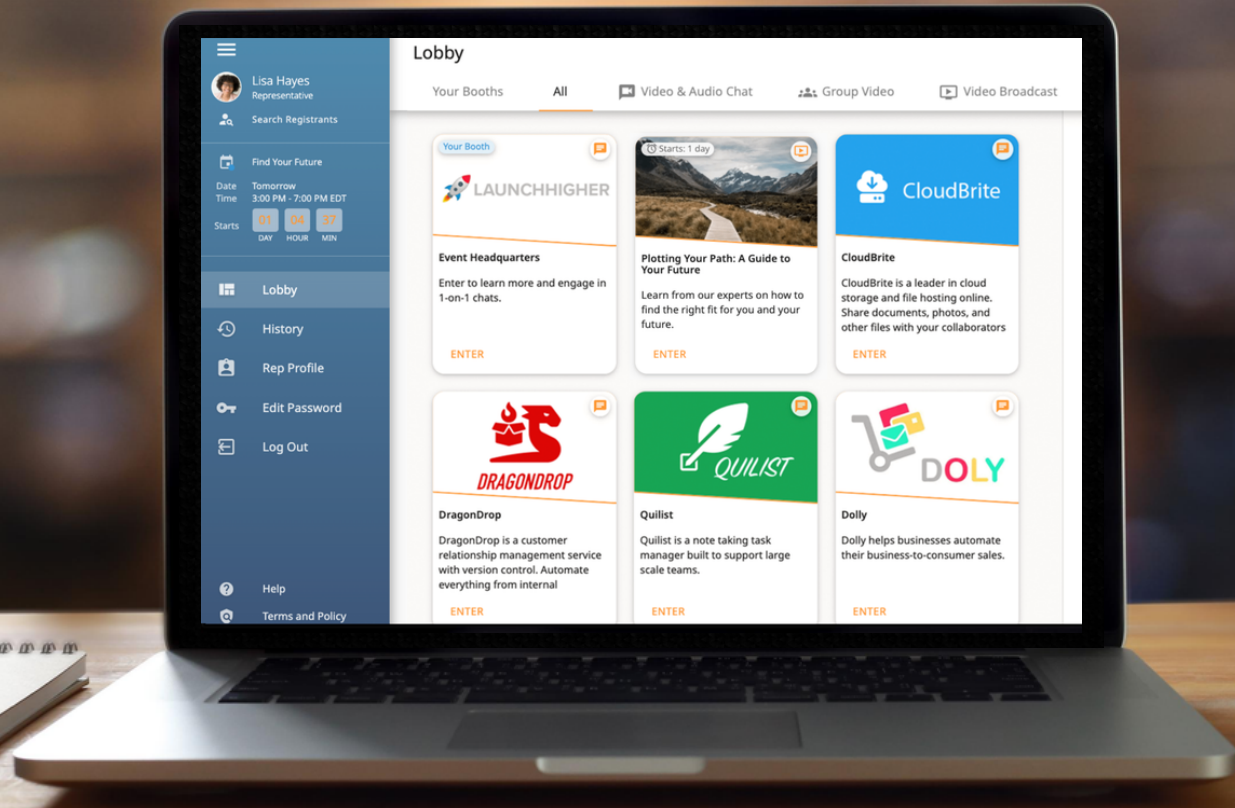 Lobby
Lisa Hayes
Representative
Search Registrants
Find Your Future
Date Tomorrow
Time 3:00 PM - 7:00 PM EDT
Starts 01 04 37
DAY HOUR MIN
Lobby
History
Rep Profile
Edit Password
Log Out
Help
Terms and Policy
Your Booths All Video & Audio Chat Group Video Video Broadcast
Your Booth
LAUNCHHIGHER
Event Headquarters
Enter to learn more and engage in
1-on-1 chats.
ENTER
Starts: 1 day
Plotting Your Path: A Guide to
Your Future
Learn from our experts on how to
find the right fit for you and your
future.
ENTER
CloudBrite
CloudBrite
CloudBrite is a leader in cloud
storage and file hosting online.
Share documents, photos, and
other files with your collaborators
ENTER
DRAGONDROP
DragonDrop
DragonDrop is a customer
relationship management service
with version control. Automate
everything from internal
ENTER
QUILIST
Quilist
Quilist is a note taking task
manager built to support large
scale teams.
ENTER
DOLY
Dolly
Dolly helps businesses automate
their business-to-consumer sales.
ENTER